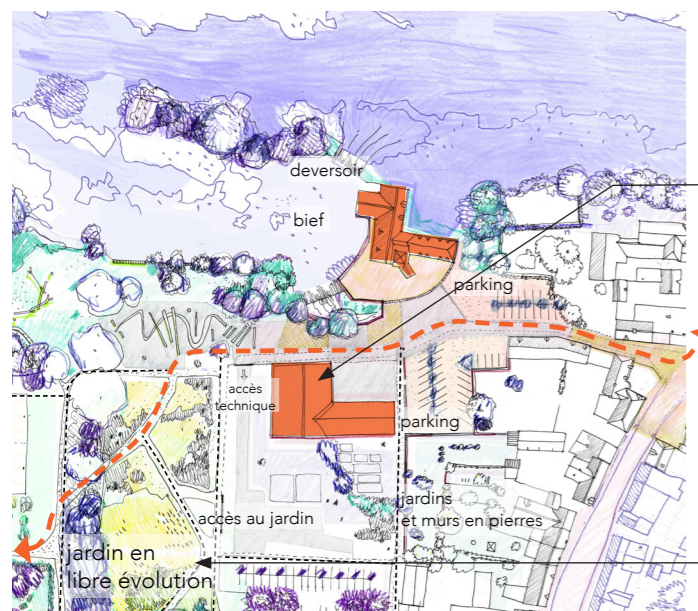 deversoir
bief
parking
accès
technique
parking
jardins
et murs en pierres
accès au jardin
jardin en
libre évolution